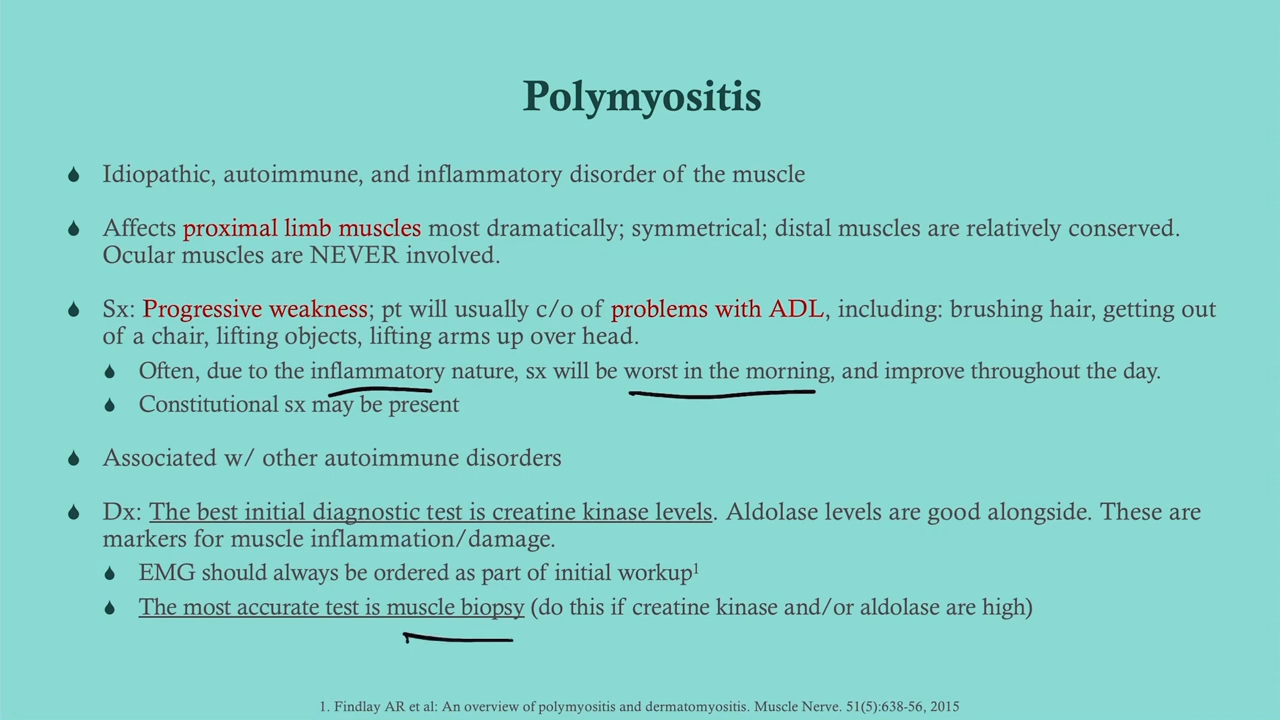 Polymyositis
Idiopathic, autoimmune, and inflammatory disorder of the muscle
Affects proximal limb muscles most dramatically; symmetrical; distal muscles are relatively conserved.
Ocular muscles are NEVER involved.
Sx: Progressive weakness; pt will usually c/o of problems with ADL, including: brushing hair, getting out
of a chair, lifting objects, lifting arms up over head.
Often, due to the inflammatory nature, sx will be worst in the morning, and improve throughout the day.
Constitutional sx may be present
Associated w/ other autoimmune disorders
Dx: The best initial diagnostic test is creatine kinase levels. Aldolase levels are good alongside. These are
markers for muscle inflammation/damage.
EMG should always be ordered as part of initial workup¹
The most accurate test is muscle biopsy (do this if creatine kinase and/or aldolase are high)
1. Findlay AR et al: An overview of polymyositis and dermatomyositis. Muscle Nerve. 51(5):638-56, 2015